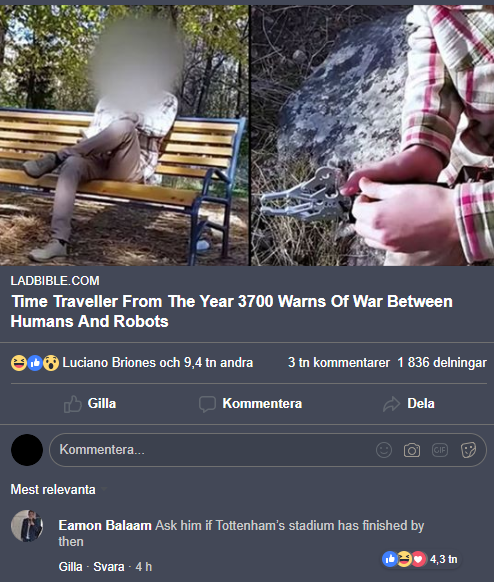 LADBIBLE.COM
Time Traveller From The Year 3700 Warns Of War Between
Humans And Robots
Luciano Briones och 9,4 tn andra 3 tn kommentarer 1 836 delningar
Gilla Kommentera Dela
Kommentera...
GIF
Mest relevanta
Eamon Balaam Ask him if Tottenham's stadium has finished by
then
Gilla · Svara · 4 h 4,3 tn